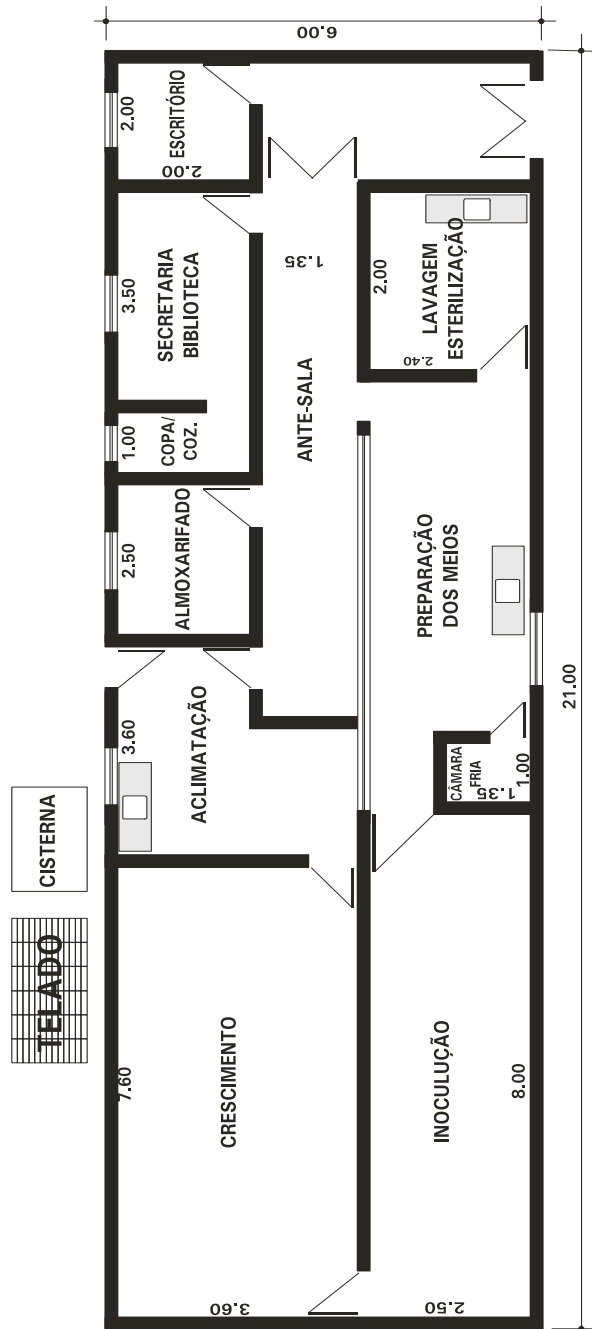 6.00
2.00
ESCRITÓRIO
2.00
3.50
SECRETARIA
BIBLIOTECA
1.35
2.00
LAVAGEM
ESTERILIZAÇÃO
2.40
1.00
COPA/
COZ.
ANTE-SALA
2.50
ALMOXARIFADO
PREPARAÇÃO
DOS MEIOS
21.00
3.60
ACLIMATAÇÃO
CÂMARA
FRIA
1.35
1.00
CISTERNA
TELADO
7.60
CRESCIMENTO
INOCULUÇÃO
8.00
3.60
2.50